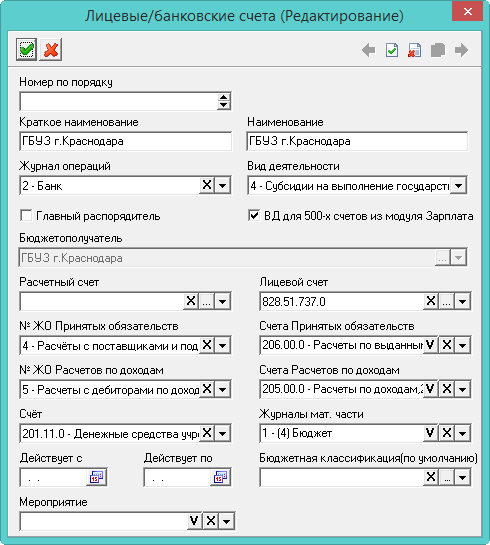 Лицевые/банковские счета (Редактирование)
Номер по порядку
Краткое наименование
Наименование
ГБУЗ г.Краснодара
ГБУЗ г.Краснодара
Журнал операций
Вид деятельности
2 - Банк
X
4 - Субсидии на выполнение государст
Главный распорядитель
ВД для 500-х счетов из модуля Зарплата
Бюджетополучатель
ГБУЗ г.Краснодара
...
Расчетный счет
Лицевой счет
X ...
828.51.737.0
X ...
№ ЖО Принятых обязательств
Счета Принятых обязательств
4 - Расчёты с поставщиками и под
X
206.00.0 - Расчеты по выданным
V X
№ ЖО Расчетов по доходам
Счета Расчетов по доходам
5 - Расчеты с дебиторами по доход
X
205.00.0 - Расчеты по доходам,
V X
Счёт
Журналы мат. части
201.11.0 - Денежные средства учр
X
1 - (4) Бюджет
V X
Действует с
Действует по
Бюджетная классификация(по умолчанию)
. .
15
. .
15
X ...
Мероприятие
V X